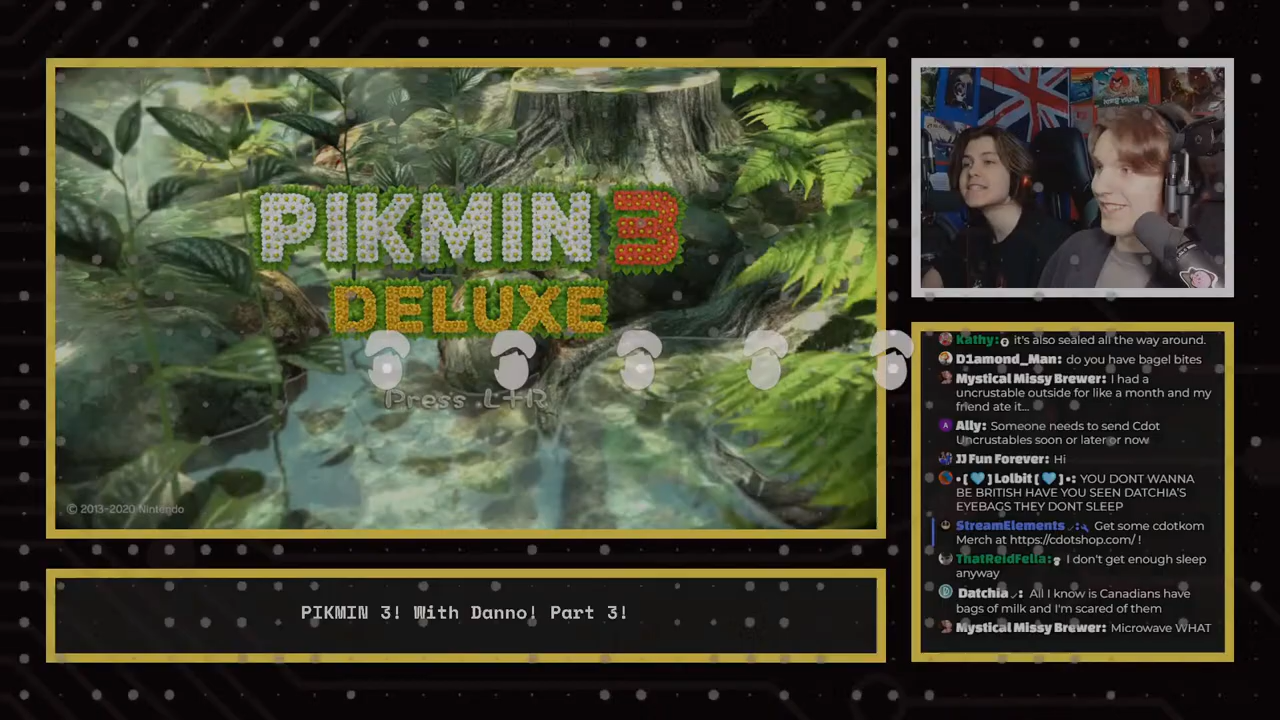 PIKMIN 3
DELUXE
Press L+R
© 2013-2020 Nintendo
PIKMIN 3! With Danno! Part 3!
Kathy: it's also sealed all the way around.
D1amond_Man: do you have bagel bites
Mystical Missy Brewer: I had a
uncrustable outside for like a month and my
friend ate it...
Ally: Someone needs to send Cdot
Uncrustables soon or later or now
JJ Fun Forever: Hi
• [ 🩵 ] Lolbit [ 🩵 ] •: YOU DONT WANNA
BE BRITISH HAVE YOU SEEN DATCHIA'S
EYEBAGS THEY DONT SLEEP
StreamElements : Get some cdotkom
Merch at https://cdotshop.com/ !
ThatReidFella: I don't get enough sleep
anyway
Datchia : All I know is Canadians have
bags of milk and I'm scared of them
Mystical Missy Brewer: Microwave WHAT